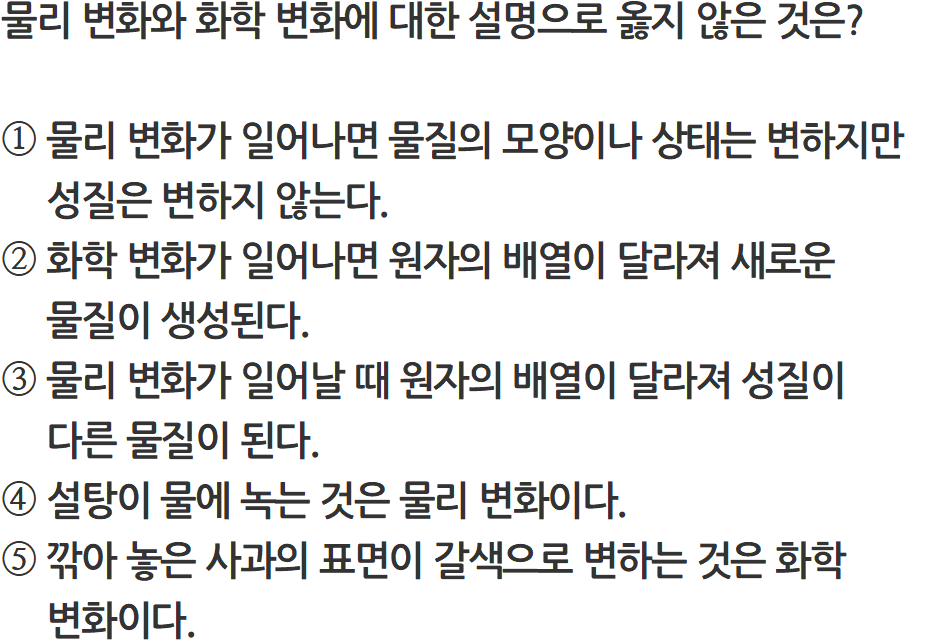 물리 변화와 화학 변화에 대한 설명으로 옳지 않은 것은?
① 물리 변화가 일어나면 물질의 모양이나 상태는 변하지만
성질은 변하지 않는다.
② 화학 변화가 일어나면 원자의 배열이 달라져 새로운
물질이 생성된다.
③ 물리 변화가 일어날 때 원자의 배열이 달라져 성질이
다른 물질이 된다.
④ 설탕이 물에 녹는 것은 물리 변화이다.
⑤ 깎아 놓은 사과의 표면이 갈색으로 변하는 것은 화학
변화이다.